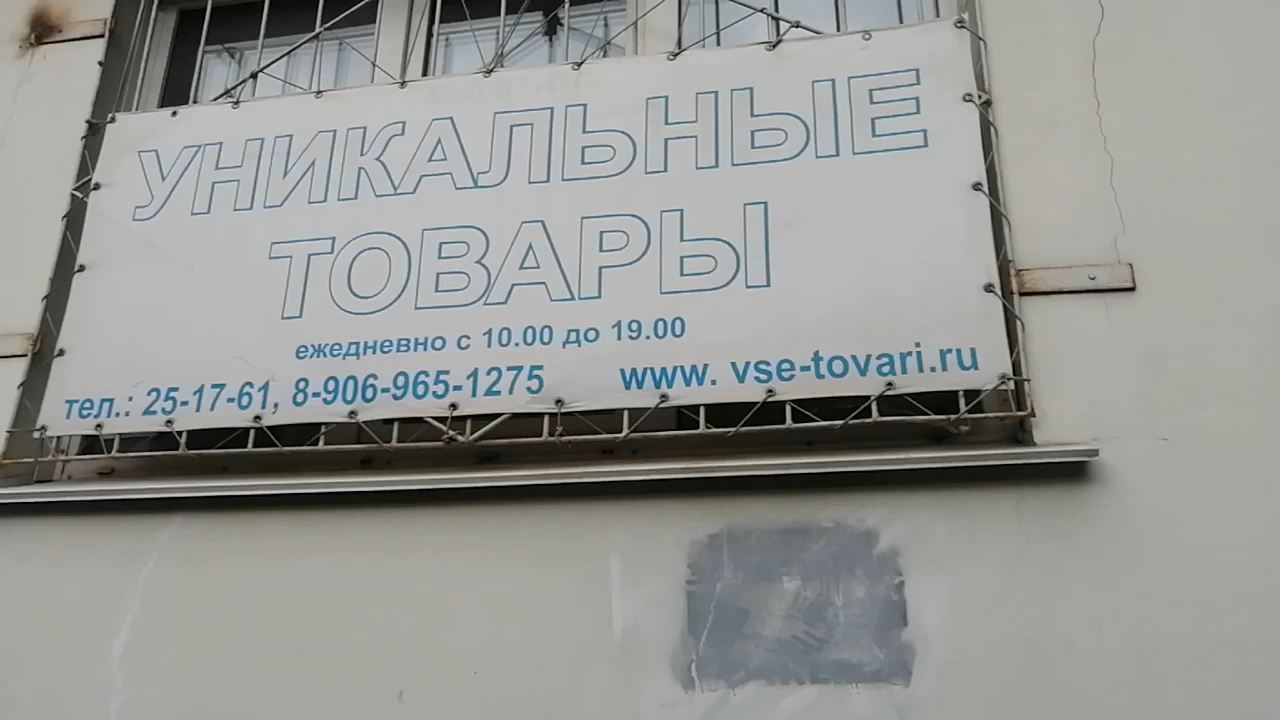 УНИКАЛЬНЫЕ
ТОВАРЫ
ежедневно с 10.00 до 19.00
тел.: 25-17-61, 8-906-965-1275 www. vse-tovari.ru